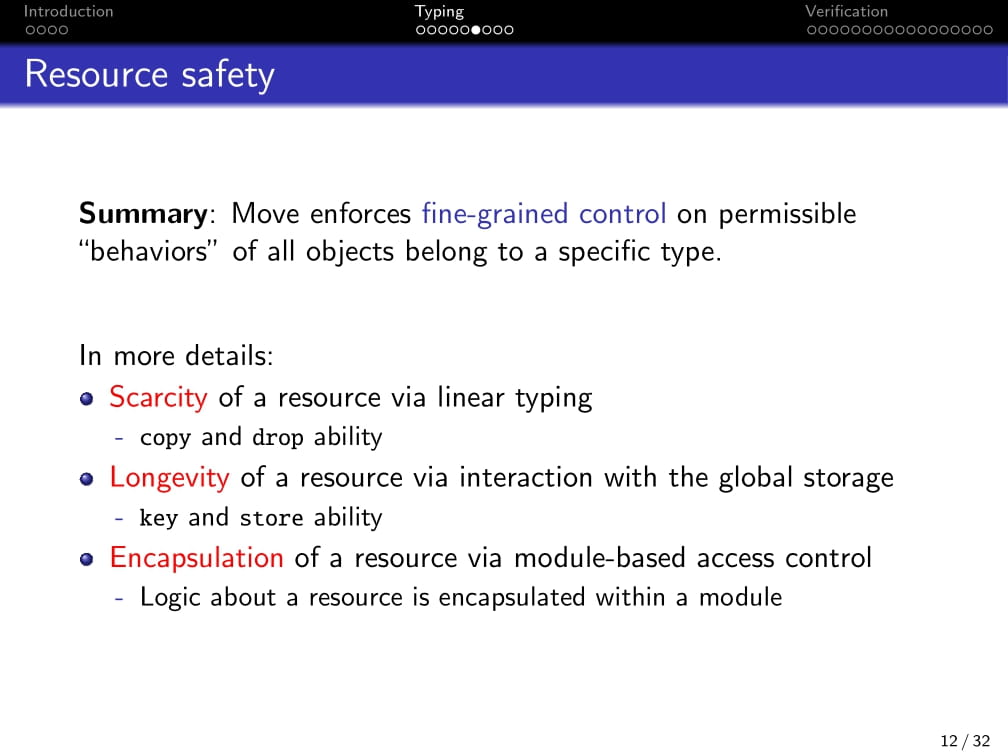 Introduction
Typing
Verification
Resource safety
Summary: Move enforces fine-grained control on permissible
“behaviors” of all objects belong to a specific type.
In more details:
Scarcity of a resource via linear typing
- copy and drop ability
Longevity of a resource via interaction with the global storage
- key and store ability
Encapsulation of a resource via module-based access control
- Logic about a resource is encapsulated within a module
12 / 32